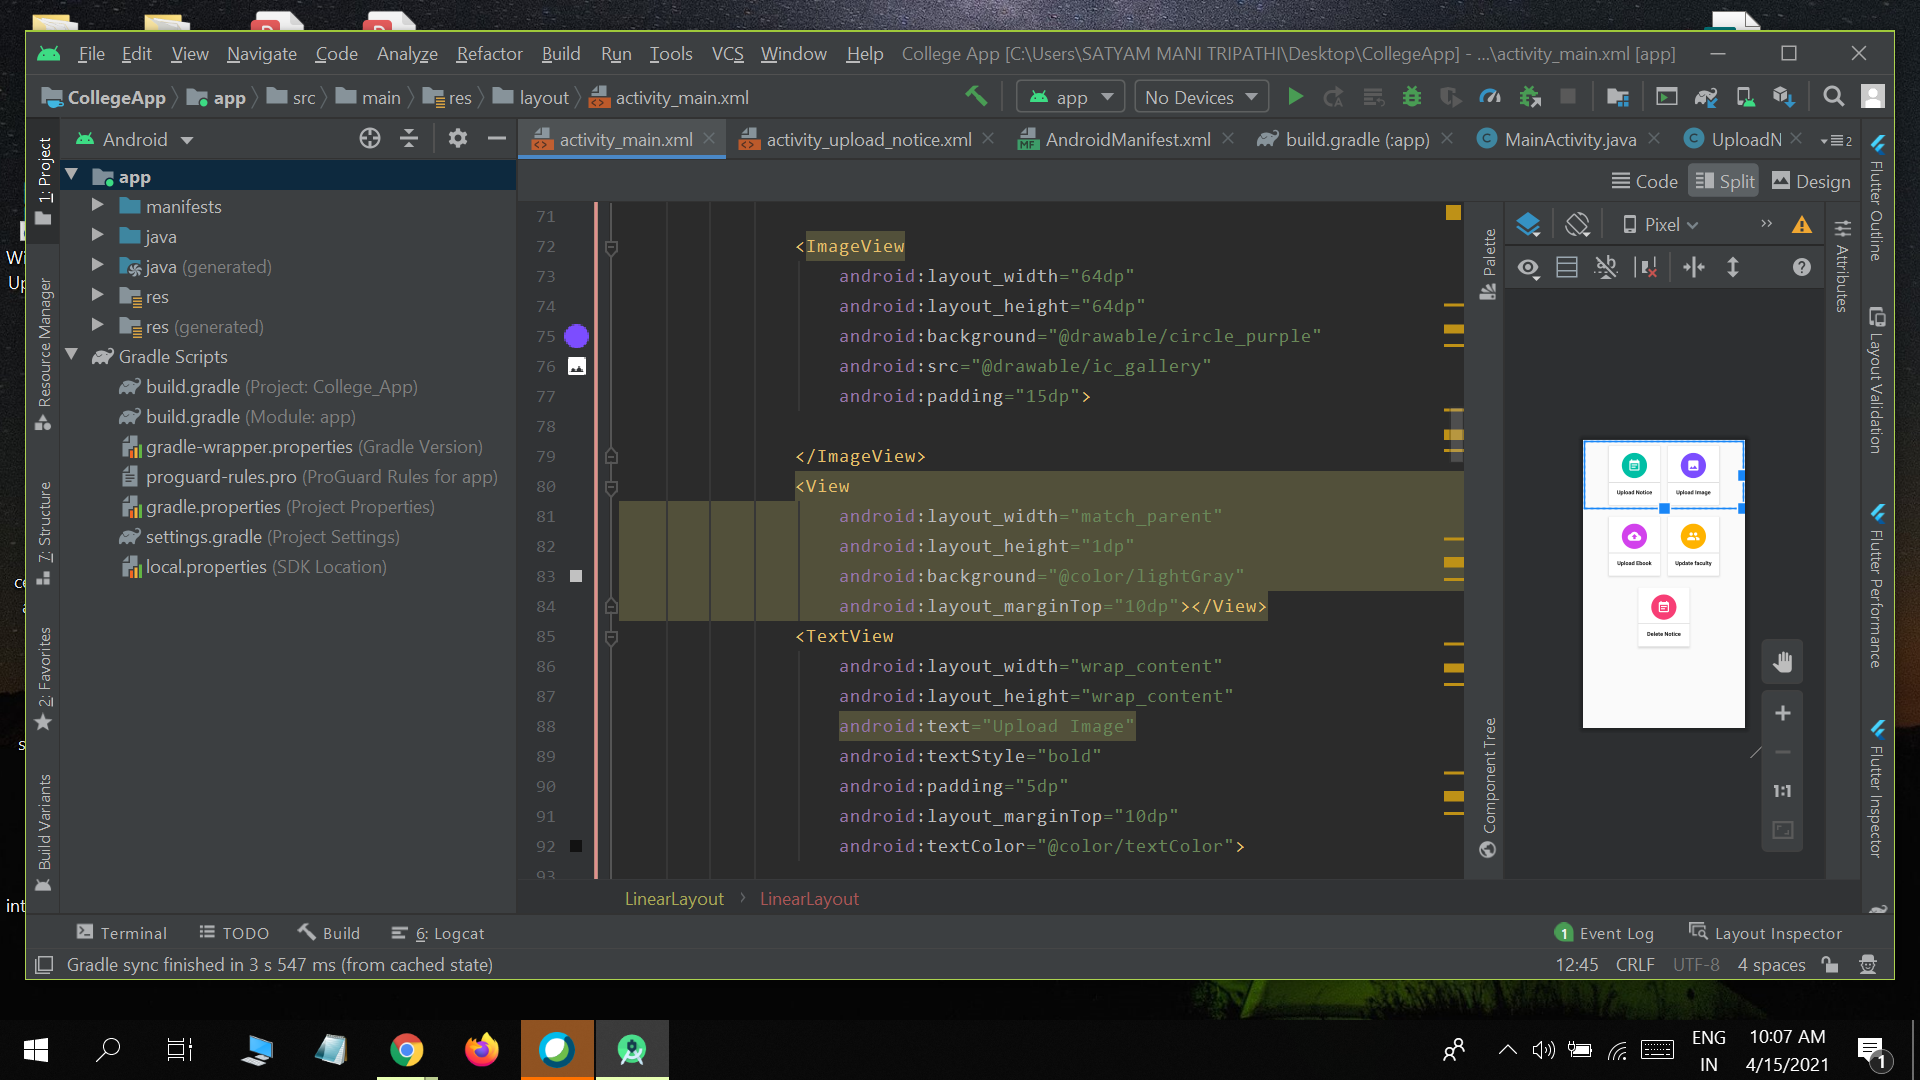 File Edit View Navigate Code Analyze Refactor Build Run Tools VCS Window Help College App [C:\Users\SATYAM MANI TRIPATHI\Desktop\CollegeApp] - ...\activity_main.xml [app]
CollegeApp app src main res layout activity_main.xml app No Devices
Android activity_main.xml activity_upload_notice.xml AndroidManifest.xml build.gradle (:app) MainActivity.java UploadN 2
Code Split Design
1: Project
Resource Manager
7: Structure
2: Favorites
Build Variants
app
manifests
java
java (generated)
res
res (generated)
Gradle Scripts
build.gradle (Project: College_App)
build.gradle (Module: app)
gradle-wrapper.properties (Gradle Version)
proguard-rules.pro (ProGuard Rules for app)
gradle.properties (Project Properties)
settings.gradle (Project Settings)
local.properties (SDK Location)
71
72 <ImageView
73 android:layout_width="64dp"
74 android:layout_height="64dp"
75 android:background="@drawable/circle_purple"
76 android:src="@drawable/ic_gallery"
77 android:padding="15dp">
78
79 </ImageView>
80 <View
81 android:layout_width="match_parent"
82 android:layout_height="1dp"
83 android:background="@color/lightGray"
84 android:layout_marginTop="10dp"></View>
85 <TextView
86 android:layout_width="wrap_content"
87 android:layout_height="wrap_content"
88 android:text="Upload Image"
89 android:textStyle="bold"
90 android:padding="5dp"
91 android:layout_marginTop="10dp"
92 android:textColor="@color/textColor">
93
LinearLayout LinearLayout
Palette
Component Tree
Pixel
Upload Notice Upload Image
Upload Ebook Update faculty
Delete Notice
1:1
Attributes
Flutter Outline
Layout Validation
Flutter Performance
Flutter Inspector
Terminal TODO Build 6: Logcat 1 Event Log Layout Inspector
Gradle sync finished in 3 s 547 ms (from cached state) 12:45 CRLF UTF-8 4 spaces
ENG 10:07 AM
IN 4/15/2021 1